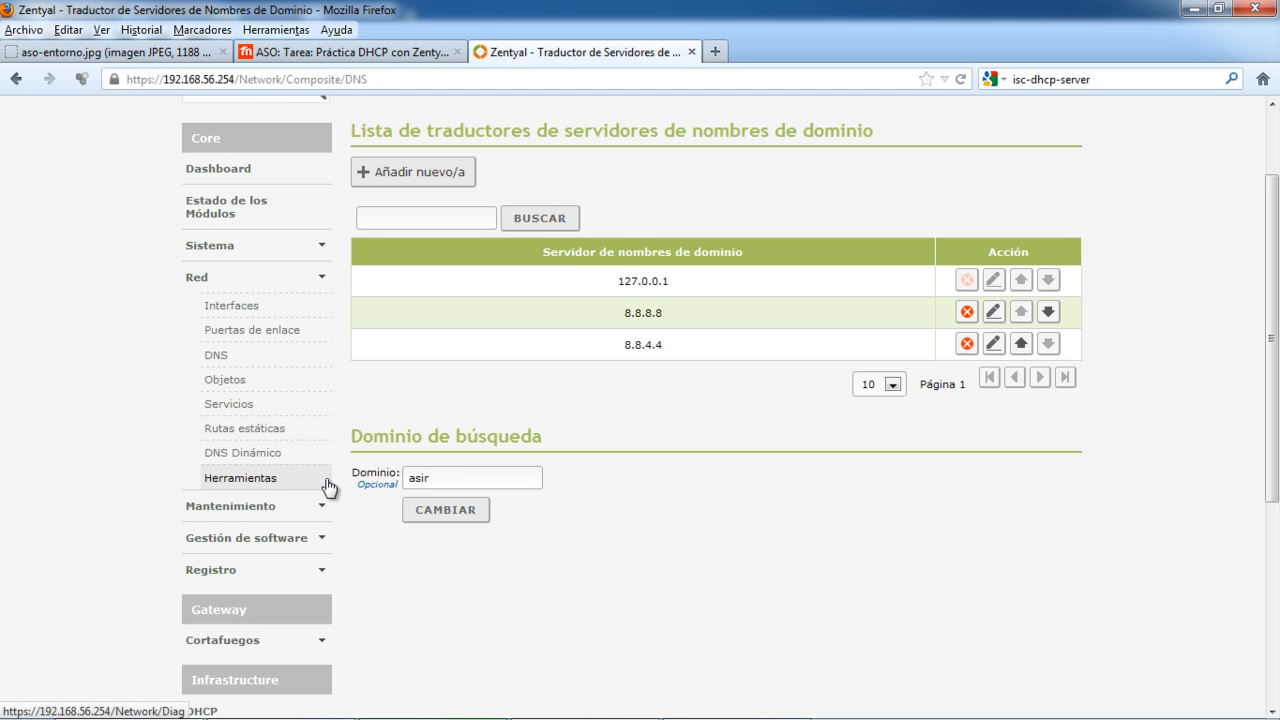 Zentyal - Traductor de Servidores de Nombres de Dominio - Mozilla Firefox
Archivo Editar Ver Historial Marcadores Herramientas Ayuda
aso-entorno.jpg (imagen JPEG, 1188 ... × ASO: Tarea: Práctica DHCP con Zenty... × Zentyal - Traductor de Servidores de ... × +
https://192.168.56.254/Network/Composite/DNS isc-dhcp-server
Core
Dashboard
Estado de los
Módulos
Sistema
Red
Interfaces
Puertas de enlace
DNS
Objetos
Servicios
Rutas estáticas
DNS Dinámico
Herramientas
Mantenimiento
Gestión de software
Registro
Gateway
Cortafuegos
Infrastructure
DHCP
Lista de traductores de servidores de nombres de dominio
+ Añadir nuevo/a
BUSCAR
Servidor de nombres de dominio Acción
127.0.0.1
8.8.8.8
8.8.4.4
10 Página 1
Dominio de búsqueda
Dominio: asir
Opcional
CAMBIAR
https://192.168.56.254/Network/Diag